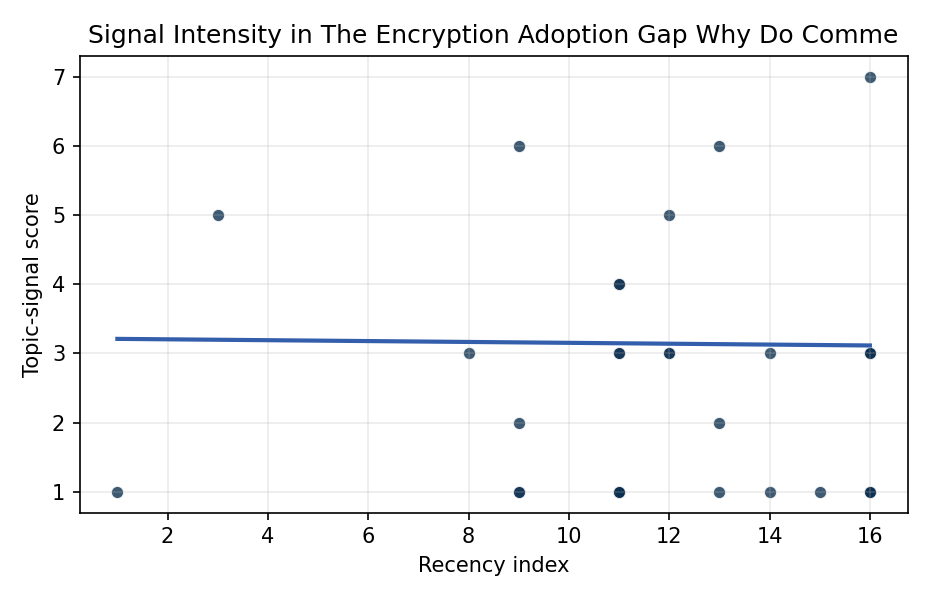 Signal Intensity in The Encryption Adoption Gap Why Do Comme
Topic-signal score
7
6
5
4
3
2
1
2 4 6 8 10 12 14 16
Recency index